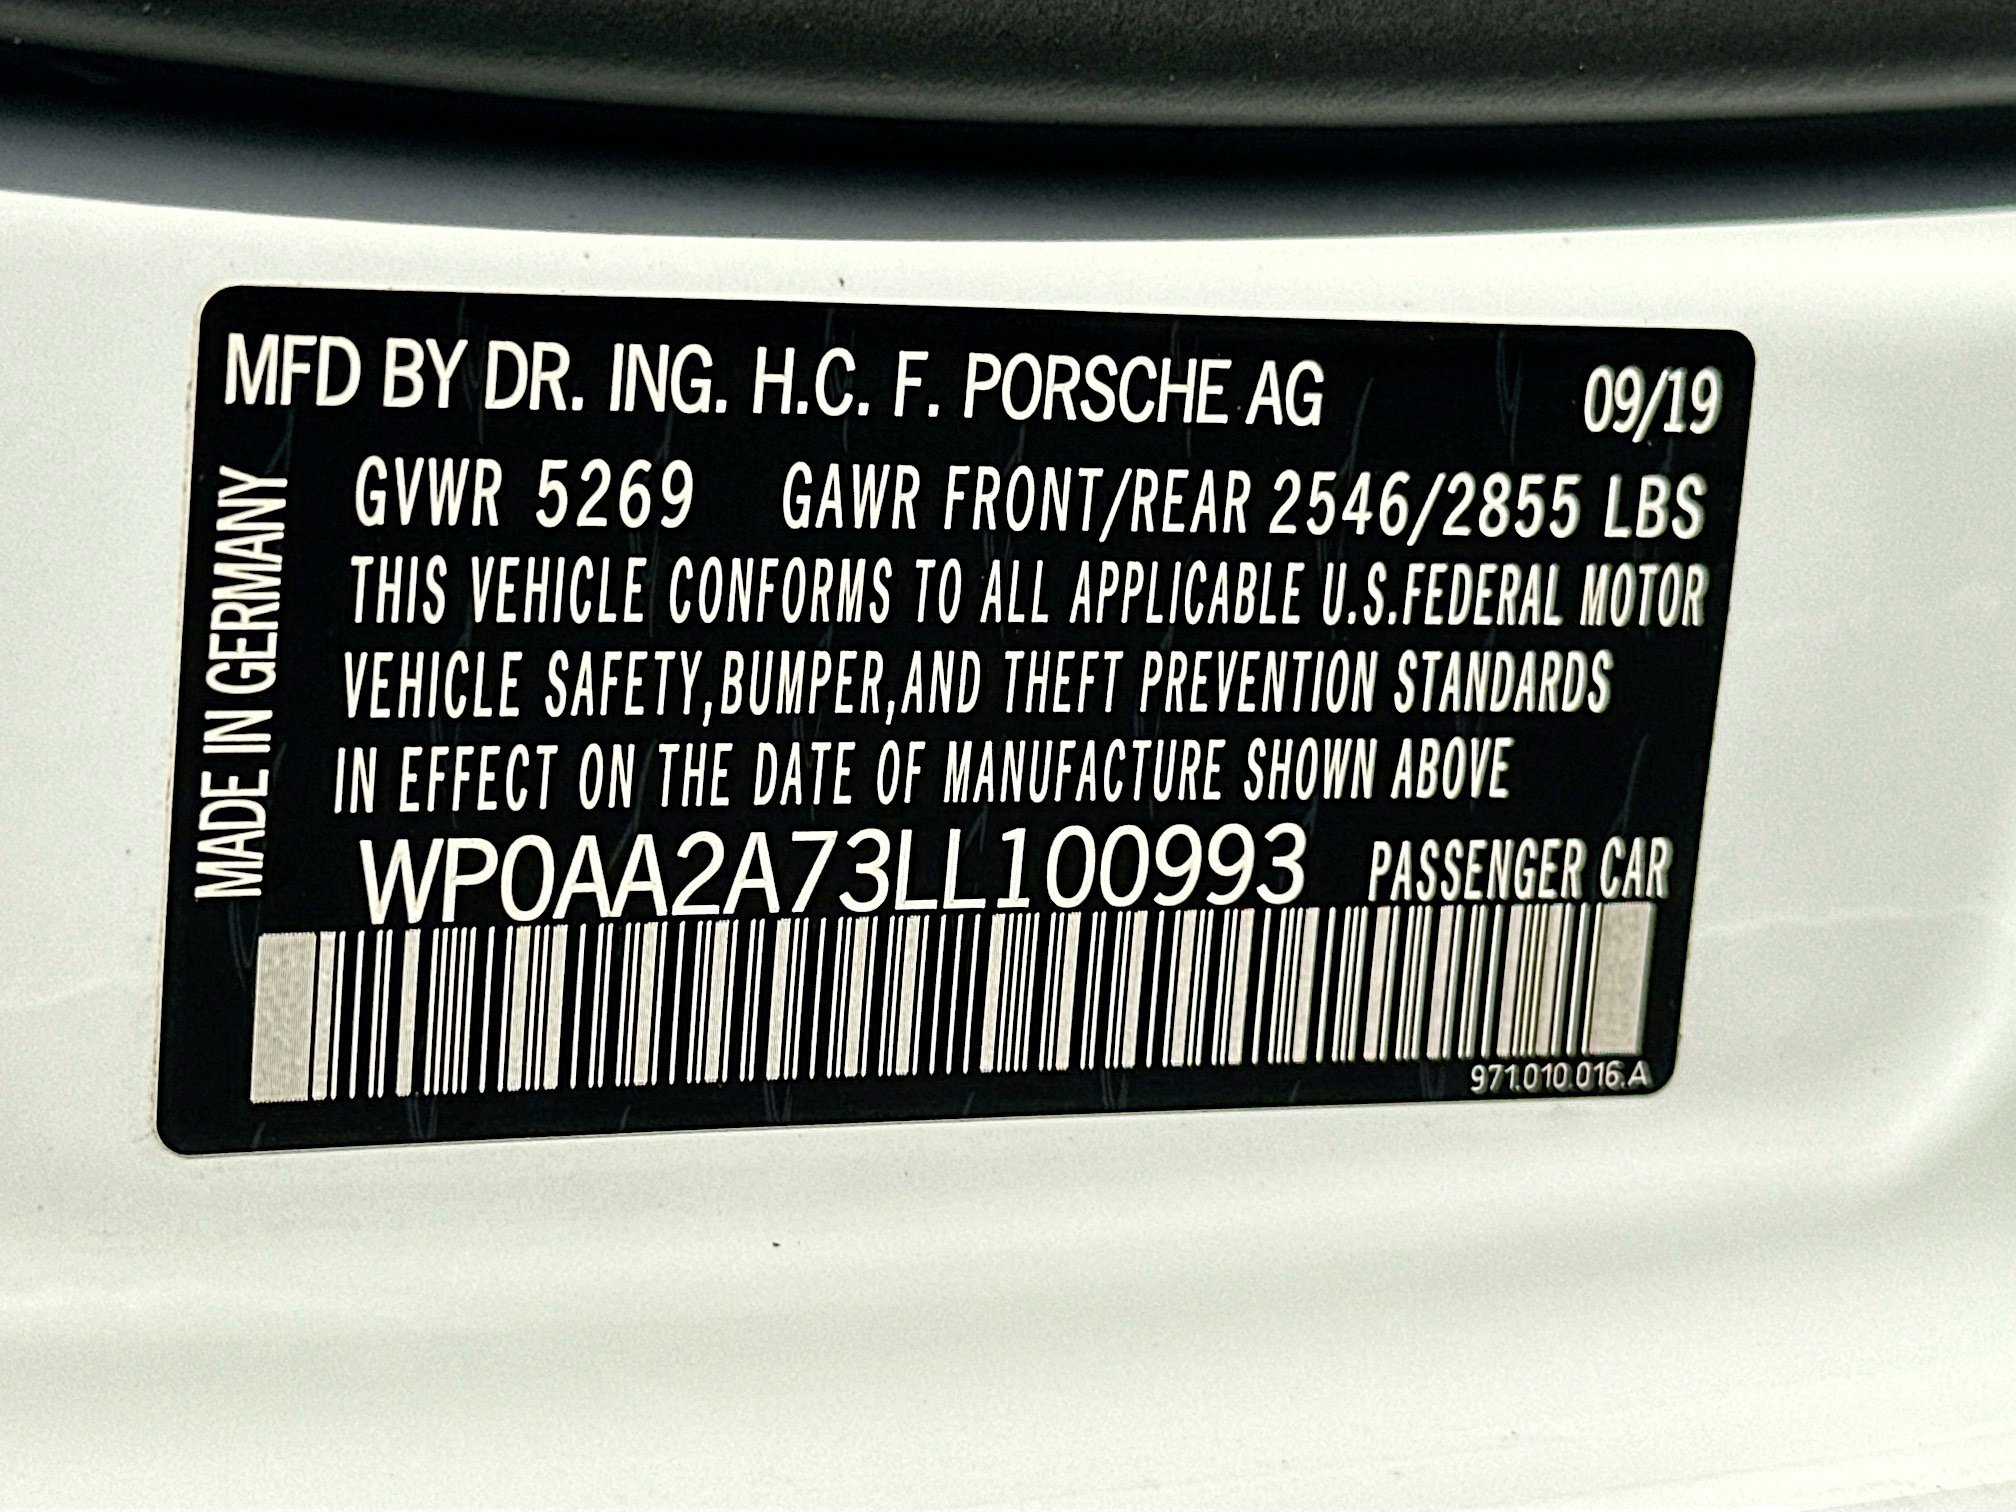 MFD BY DR. ING. H.C. F. PORSCHE AG 09/19
GVWR 5269 GAWR FRONT/REAR 2546/2855 LBS
THIS VEHICLE CONFORMS TO ALL APPLICABLE U.S.FEDERAL MOTOR
VEHICLE SAFETY,BUMPER,AND THEFT PREVENTION STANDARDS
IN EFFECT ON THE DATE OF MANUFACTURE SHOWN ABOVE
WP0AA2A73LL100993 PASSENGER CAR
971.010.016.A
MADE IN GERMANY